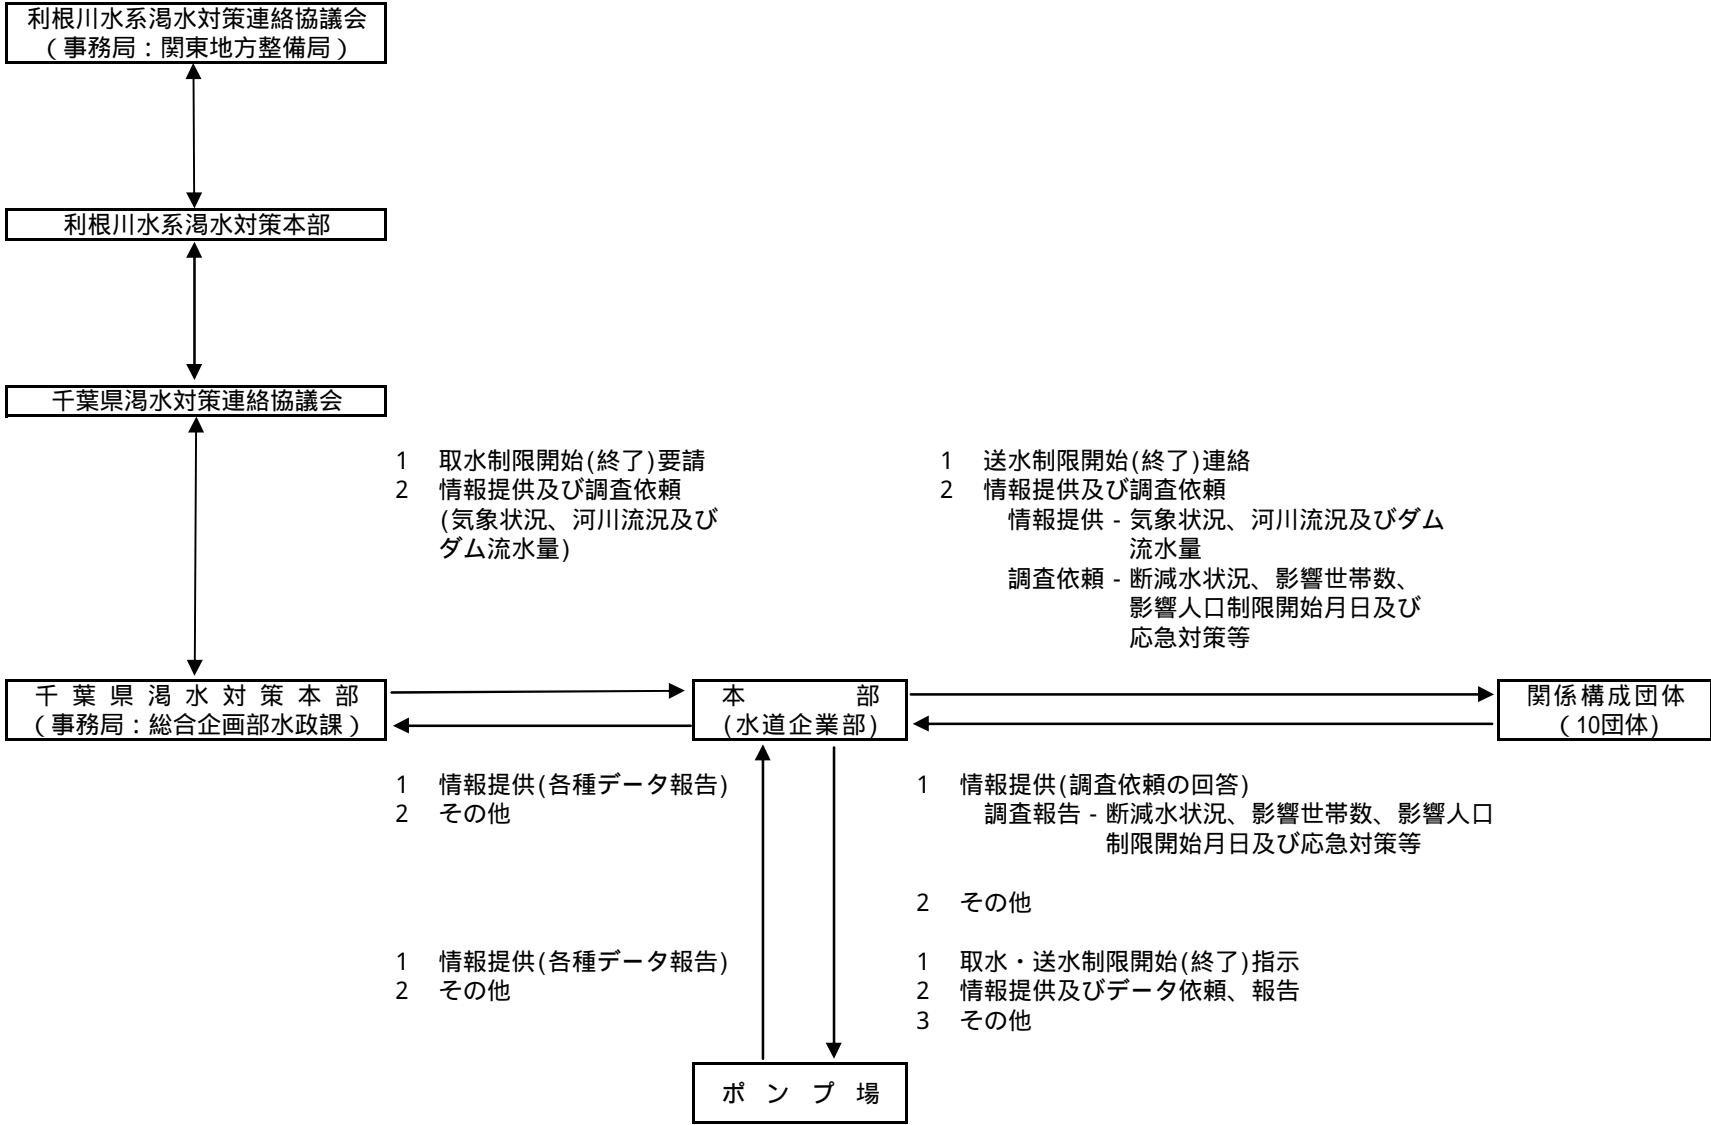 利根川水系渇水対策連絡協議会
（事務局：関東地方整備局）
利根川水系渇水対策本部
千葉県渇水対策連絡協議会
1 取水制限開始(終了)要請
2 情報提供及び調査依頼
(気象状況、河川流況及び
ダム流水量)
1 送水制限開始(終了)連絡
2 情報提供及び調査依頼
情報提供 - 気象状況、河川流況及びダム
流水量
調査依頼 - 断減水状況、影響世帯数、
影響人口制限開始月日及び
応急対策等
千 葉 県 渇 水 対 策 本 部
（事務局：総合企画部水政課）
本 部
(水道企業部)
関係構成団体
（10団体)
1 情報提供(各種データ報告)
2 その他
1 情報提供(調査依頼の回答)
調査報告 - 断減水状況、影響世帯数、影響人口
制限開始月日及び応急対策等
2 その他
1 情報提供(各種データ報告)
2 その他
1 取水・送水制限開始(終了)指示
2 情報提供及びデータ依頼、報告
3 その他
ポ ン プ 場